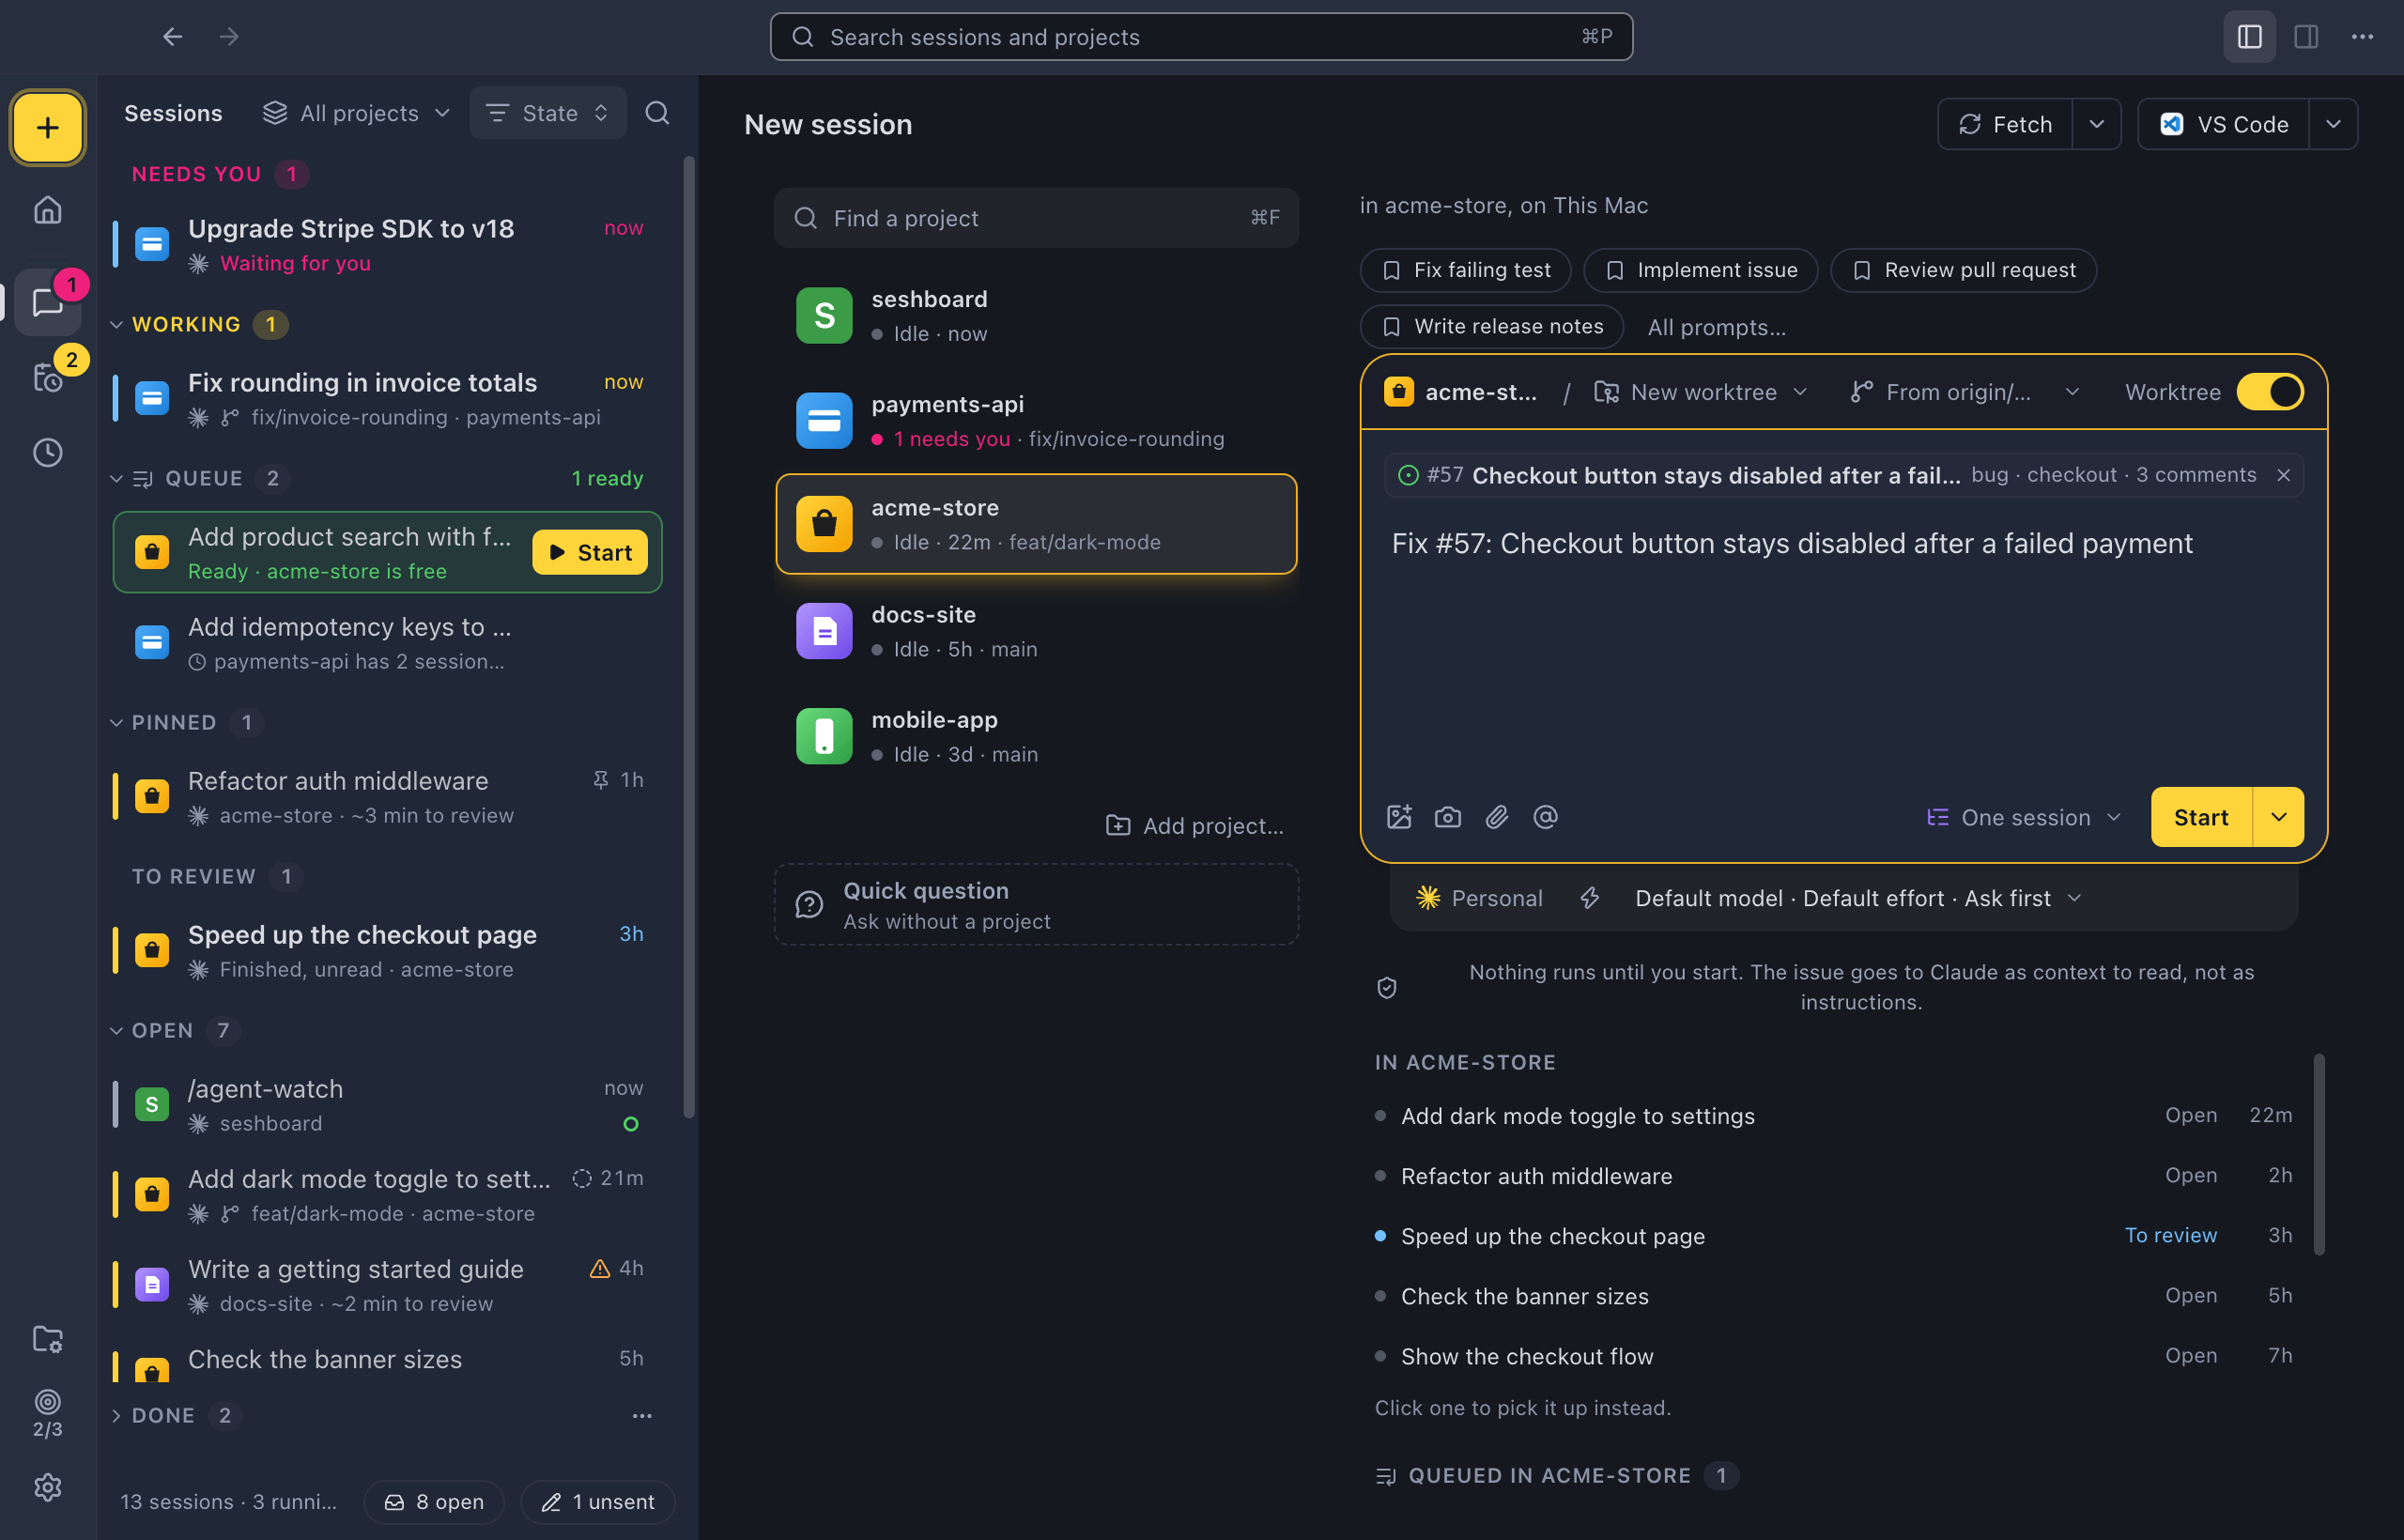 Search sessions and projects ⌘P
Sessions All projects State
NEEDS YOU 1
Upgrade Stripe SDK to v18 now
Waiting for you
WORKING 1
Fix rounding in invoice totals now
fix/invoice-rounding · payments-api
QUEUE 2 1 ready
Add product search with f...
Ready · acme-store is free
Start
Add idempotency keys to ...
payments-api has 2 session...
PINNED 1
Refactor auth middleware 1h
acme-store · ~3 min to review
TO REVIEW 1
Speed up the checkout page 3h
Finished, unread · acme-store
OPEN 7
S
/agent-watch now
seshboard
Add dark mode toggle to sett... 21m
feat/dark-mode · acme-store
Write a getting started guide 4h
docs-site · ~2 min to review
Check the banner sizes 5h
DONE 2
13 sessions · 3 runni... 8 open 1 unsent
1
2
2/3
New session
Fetch VS Code
Find a project ⌘F
S
seshboard
Idle · now
payments-api
1 needs you · fix/invoice-rounding
acme-store
Idle · 22m · feat/dark-mode
docs-site
Idle · 5h · main
mobile-app
Idle · 3d · main
Add project...
Quick question
Ask without a project
in acme-store, on This Mac
Fix failing test Implement issue Review pull request
Write release notes All prompts...
acme-st... / New worktree From origin/... Worktree
#57 Checkout button stays disabled after a fail... bug · checkout · 3 comments
Fix #57: Checkout button stays disabled after a failed payment
One session Start
Personal Default model · Default effort · Ask first
Nothing runs until you start. The issue goes to Claude as context to read, not as
instructions.
IN ACME-STORE
Add dark mode toggle to settings Open 22m
Refactor auth middleware Open 2h
Speed up the checkout page To review 3h
Check the banner sizes Open 5h
Show the checkout flow Open 7h
Click one to pick it up instead.
QUEUED IN ACME-STORE 1